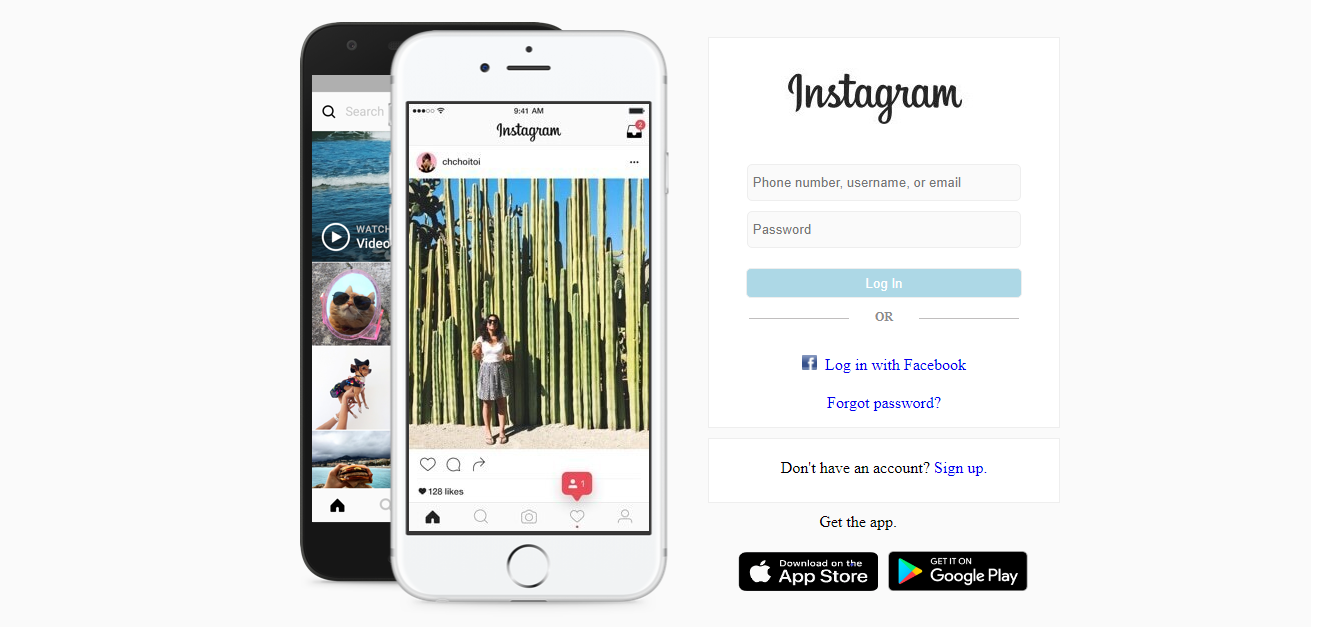 Search
WATCH
Video
9:41 AM
Instagram
2
chchoitoi
128 likes
1
Instagram
Phone number, username, or email
Password
Log In
OR
Log in with Facebook
Forgot password?
Don't have an account? Sign up.
Get the app.
Download on the
App Store
GET IT ON
Google Play